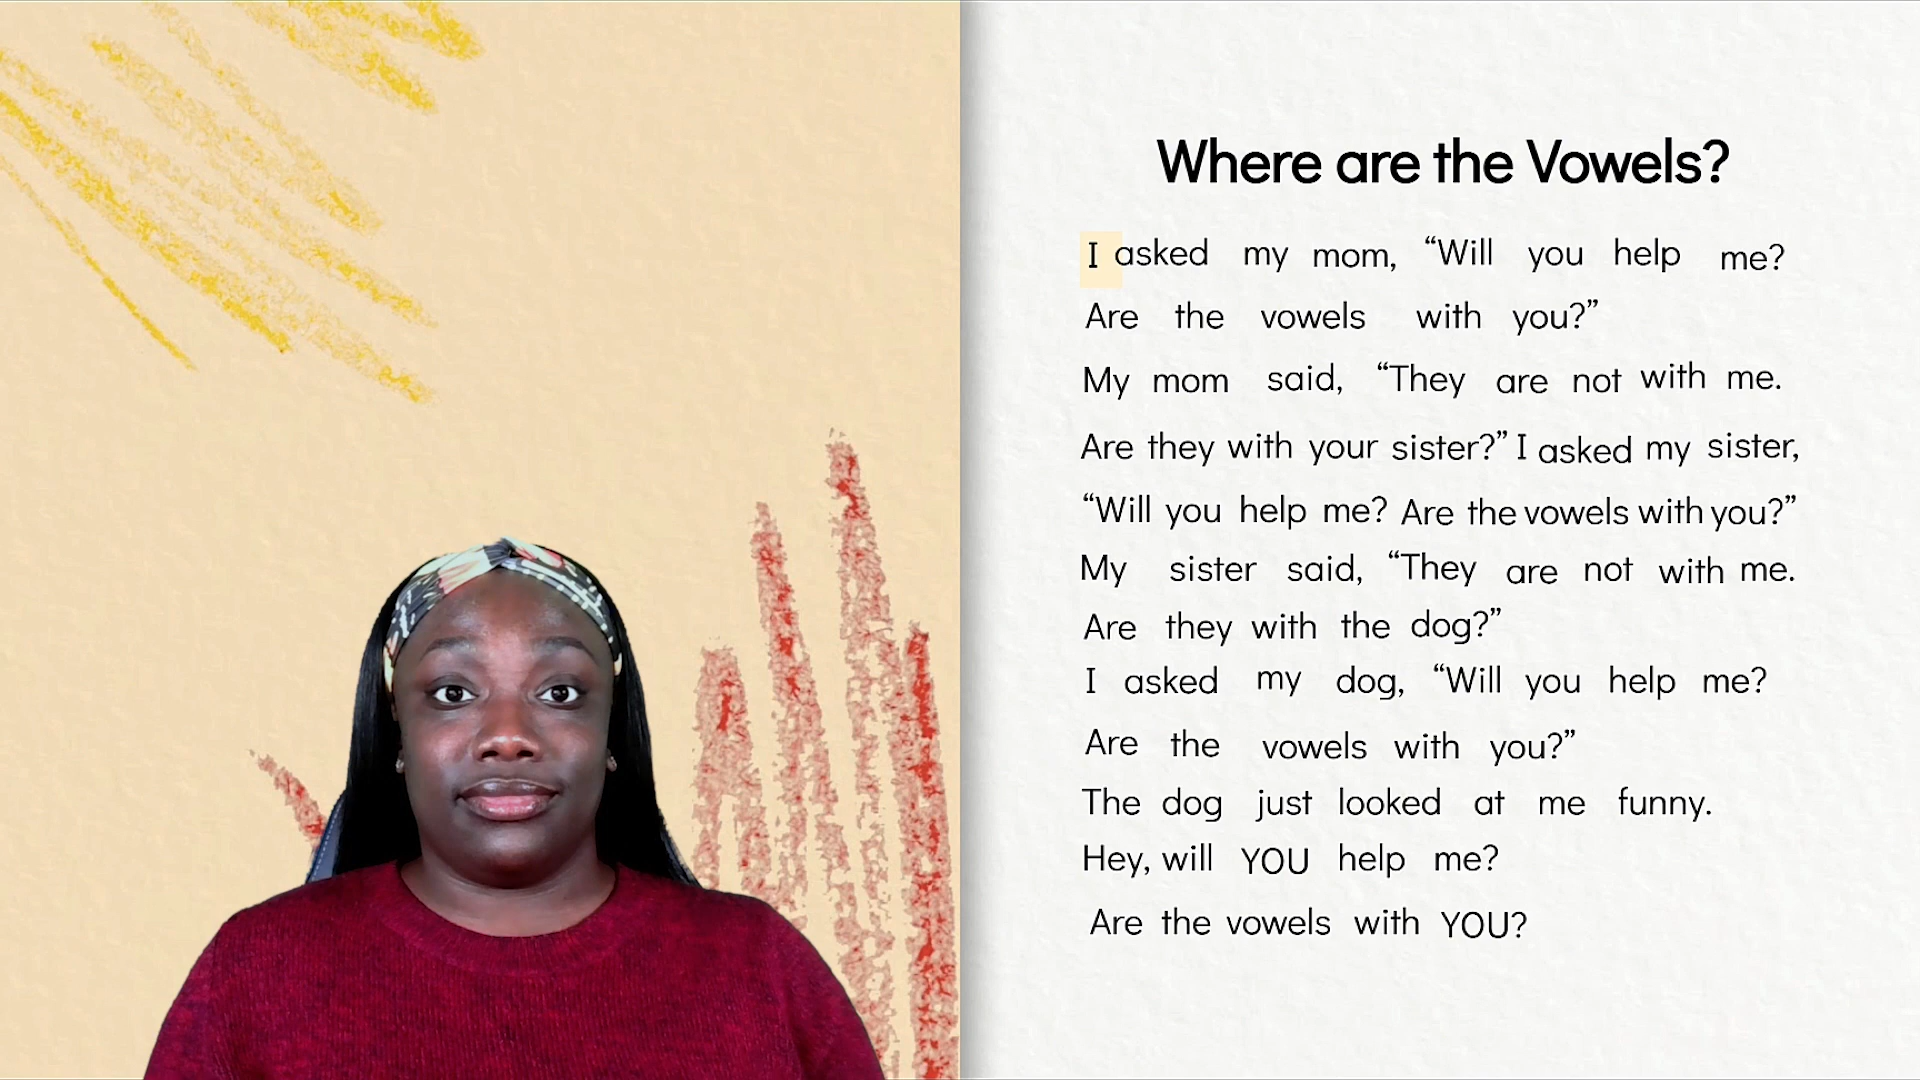 Where are the Vowels?
I asked my mom, “Will you help me?
Are the vowels with you?”
My mom said, “They are not with me.
Are they with your sister?” I asked my sister,
“Will you help me? Are the vowels with you?”
My sister said, “They are not with me.
Are they with the dog?”
I asked my dog, “Will you help me?
Are the vowels with you?”
The dog just looked at me funny.
Hey, will YOU help me?
Are the vowels with YOU?